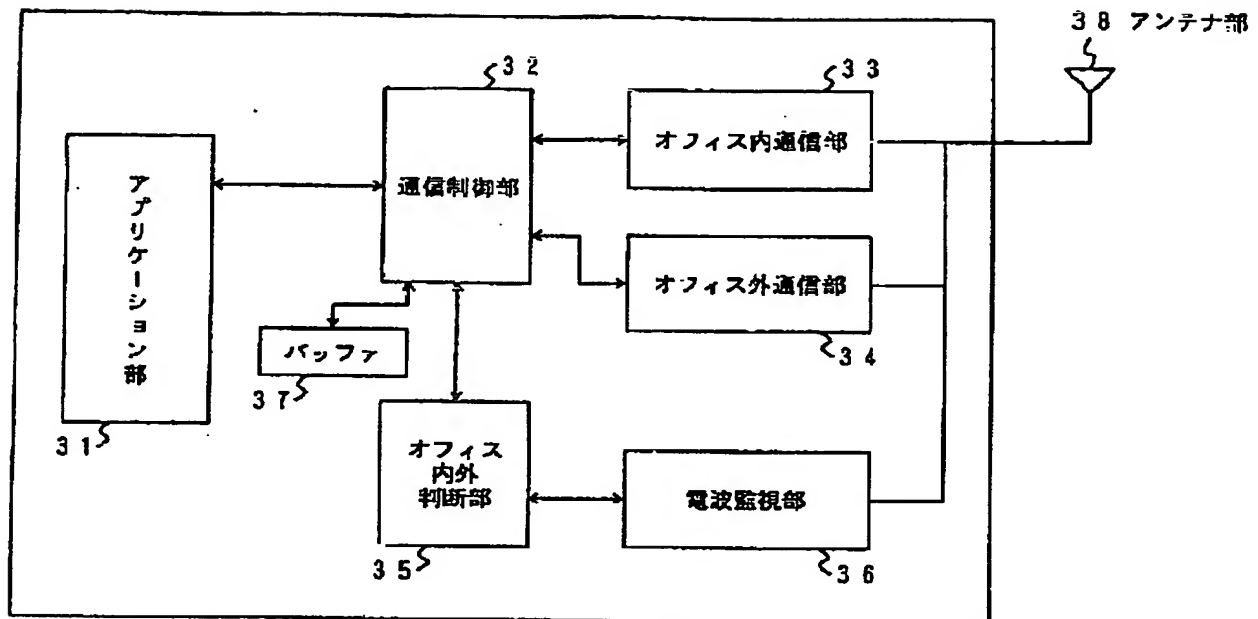 38 アンテナ部
32
33
オフィス内通信部
アプリケーション部
通信制御部
オフィス外通信部
34
バッファ
37
31
オフィス
内外
判断部
35
電波監視部
36